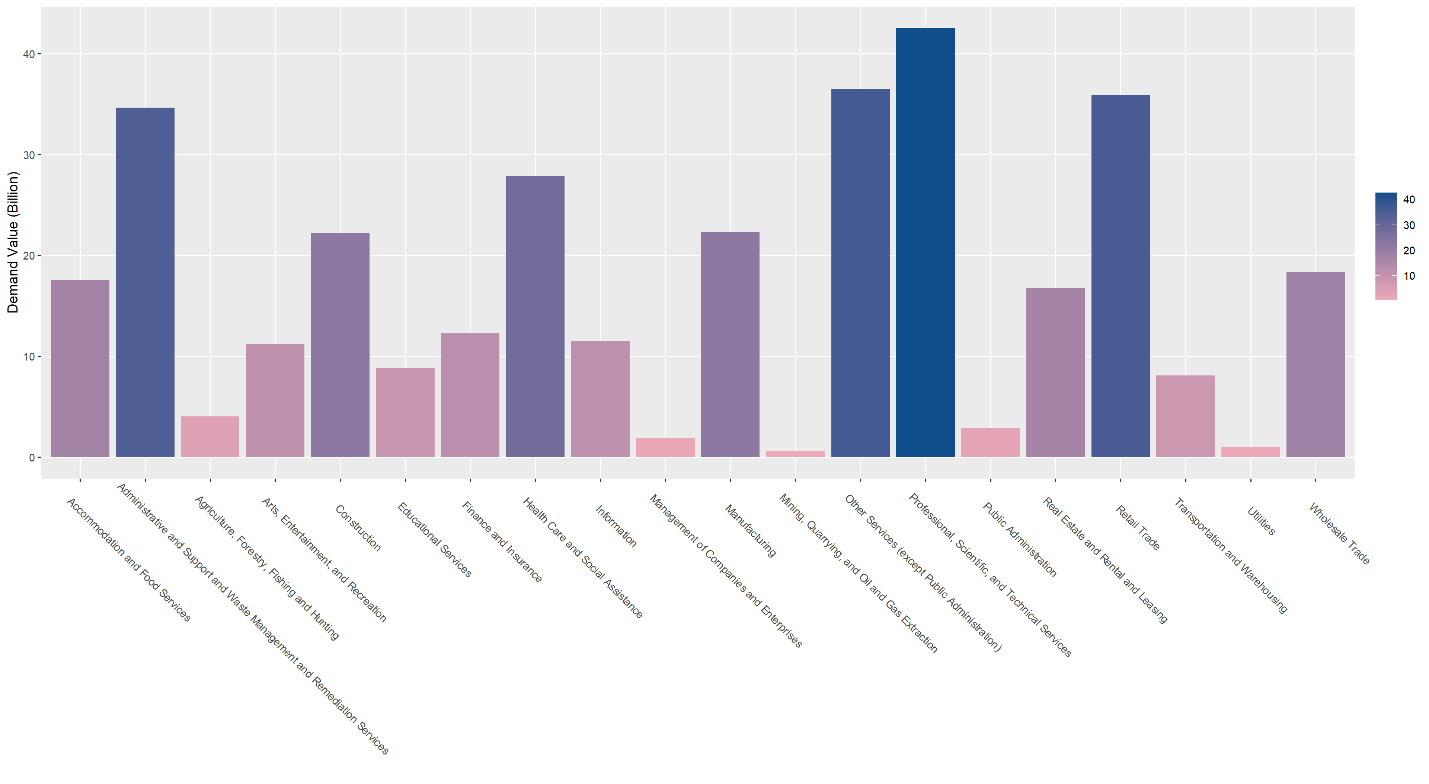 Demand Value (Billion)
40
30
20
10
0
Accommodation and Food Services
Administrative and Support and Waste Management and Remediation Services
Agriculture, Forestry, Fishing and Hunting
Arts, Entertainment, and Recreation
Construction
Educational Services
Finance and Insurance
Health Care and Social Assistance
Information
Management of Companies and Enterprises
Manufacturing
Mining, Quarrying, and Oil and Gas Extraction
Other Services (except Public Administration)
Professional, Scientific, and Technical Services
Public Administration
Real Estate and Rental and Leasing
Retail Trade
Transportation and Warehousing
Utilities
Wholesale Trade
40
30
20
10